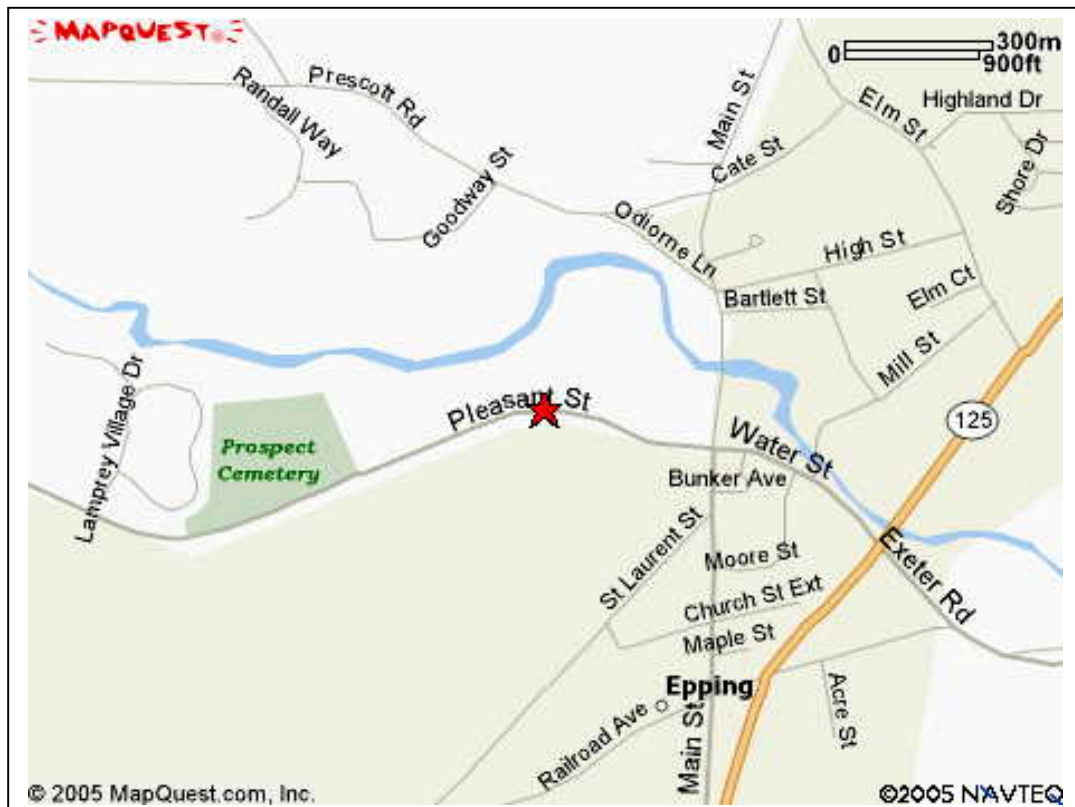 MAPQUEST
0 300m
900ft
Prescott Rd
Randall Way
Goodway St
Main St
Cate St
Elm St
Highland Dr
Shore Dr
Odiorne Ln
High St
Bartlett St
Elm Ct
Mill St
125
Lamprey Village Dr
Prospect
Cemetery
Pleasant St
Water St
Bunker Ave
St Laurent St
Moore St
Exeter Rd
Church St Ext
Maple St
Epping
Acre St
Main St
Railroad Ave
© 2005 MapQuest.com, Inc.
©2005 NAVTEQ